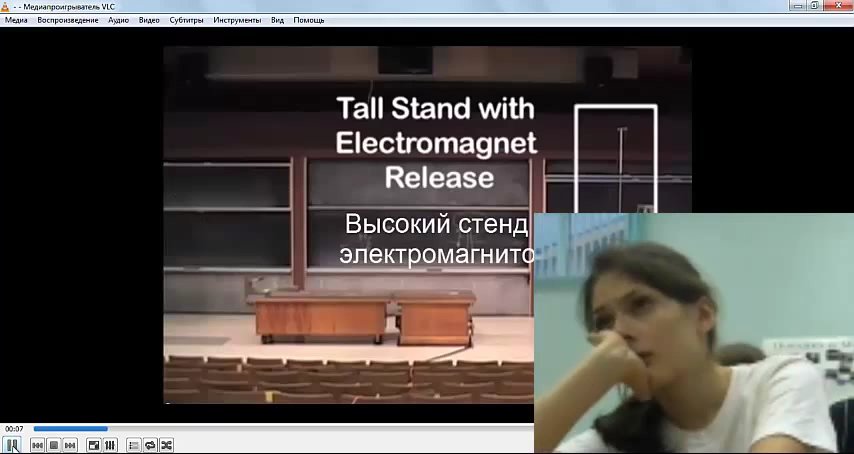 - - Медиапроигрыватель VLC
Медиа Воспроизведение Аудио Видео Субтитры Инструменты Вид Помощь
Tall Stand with
Electromagnet
Release
Высокий стенд
электромагнито
00:07